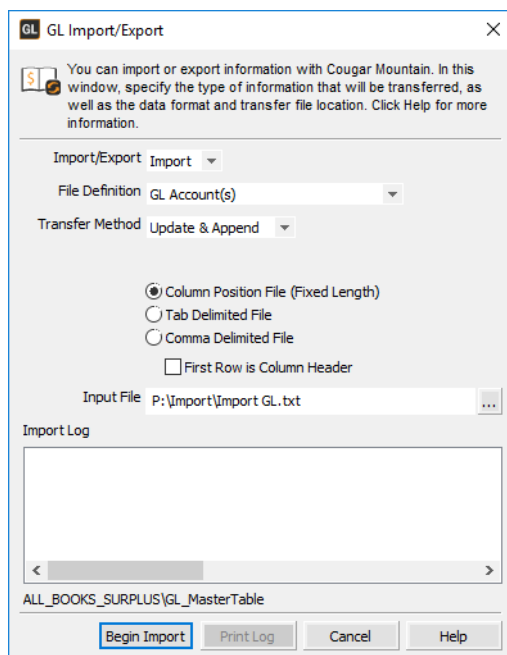 GL GL Import/Export
You can import or export information with Cougar Mountain. In this
window, specify the type of information that will be transferred, as
well as the data format and transfer file location. Click Help for more
information.
Import/Export Import
File Definition GL Account(s)
Transfer Method Update & Append
Column Position File (Fixed Length)
Tab Delimited File
Comma Delimited File
First Row is Column Header
Input File P:\Import\Import GL.txt ...
Import Log
ALL_BOOKS_SURPLUS\GL_MasterTable
Begin Import Print Log Cancel Help